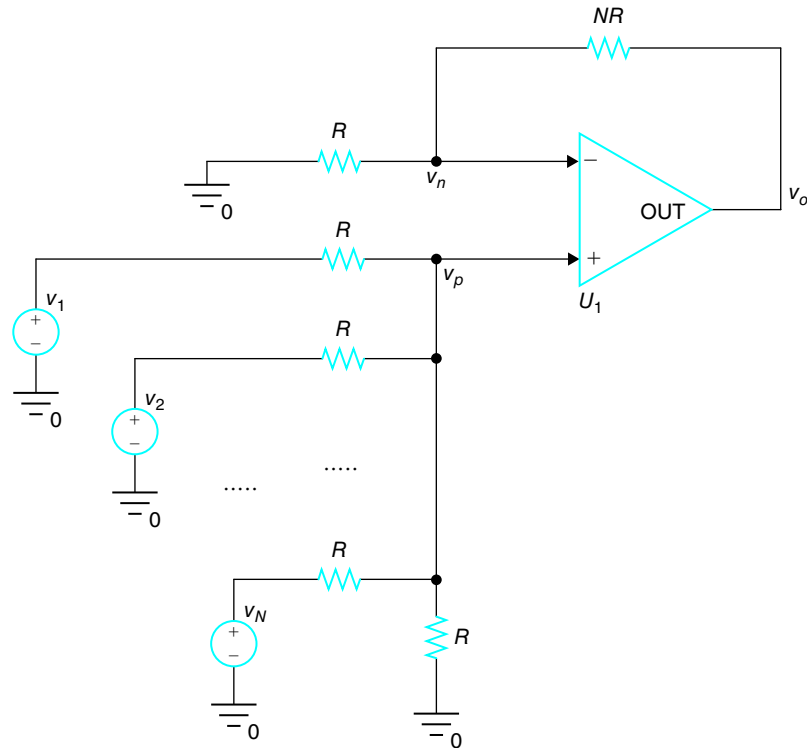 NR
R
−
v_n
OUT
v_o
0
R
v_p
+
U_1
v_1
+
−
0
R
v_2
+
−
0
.....
.....
R
v_N
+
−
R
0
0